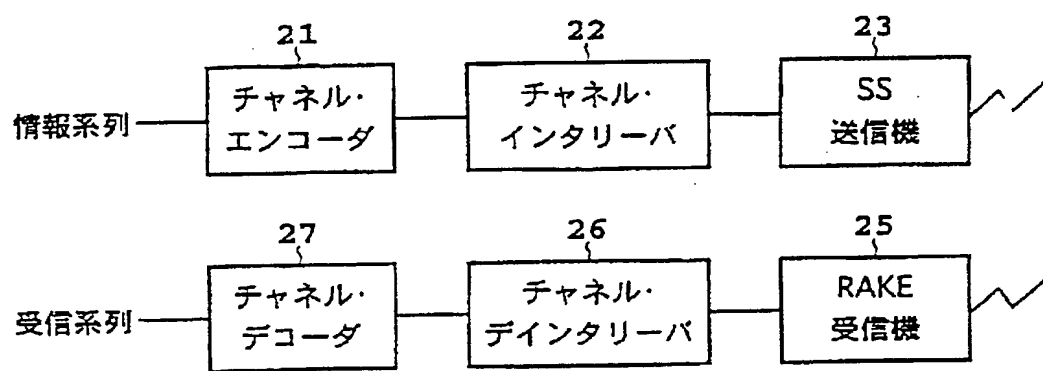 21
22
23
情報系列
チャネル・
エンコーダ
チャネル・
インタリーバ
SS
送信機
27
26
25
受信系列
チャネル・
デコーダ
チャネル・
デインタリーバ
RAKE
受信機